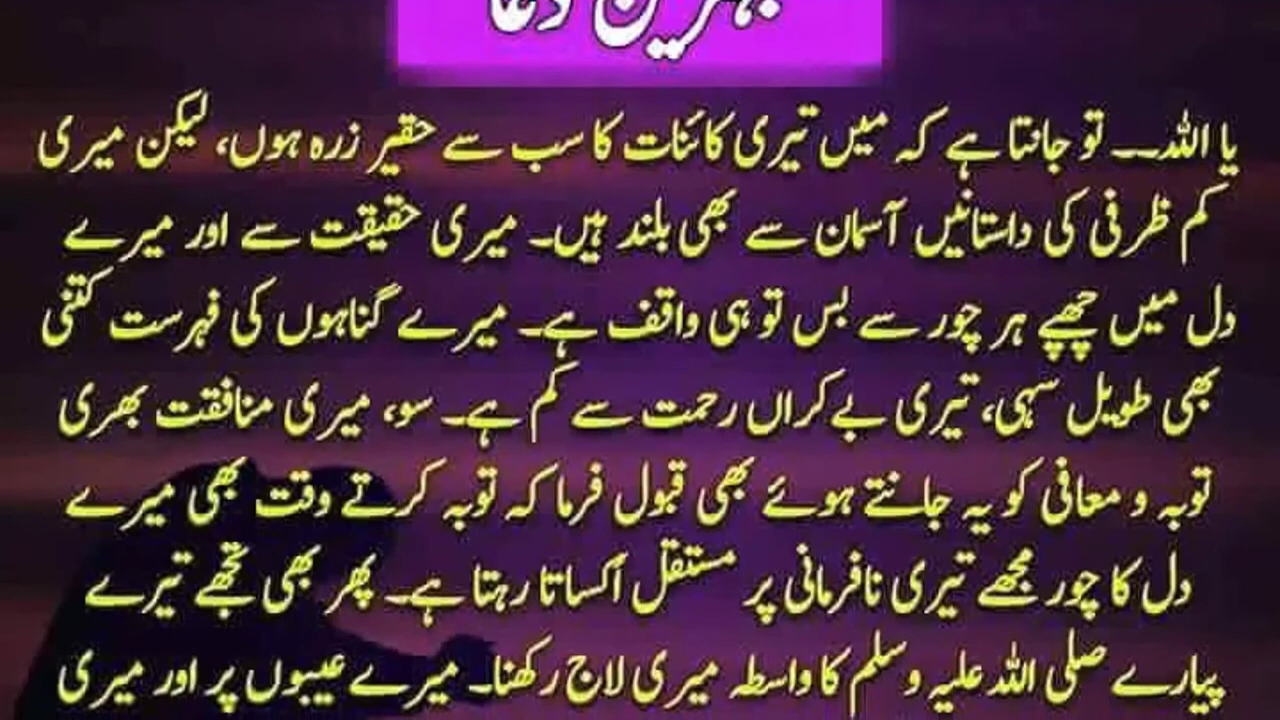 بہترین دعا
یا اللہ۔۔ تو جانتا ہے کہ میں تیری کائنات کا سب سے حقیر زرہ ہوں، لیکن میری
کم ظرفی کی داستانیں آسمان سے بھی بلند ہیں۔ میری حقیقت سے اور میرے
دل میں چھپے ہر چور سے بس تو ہی واقف ہے۔ میرے گناہوں کی فہرست کتنی
بھی طویل سہی، تیری بے کراں رحمت سے کم ہے۔ سو، میری منافقت بھری
توبہ و معافی کو یہ جانتے ہوئے بھی قبول فرما کہ توبہ کرتے وقت بھی میرے
دل کا چور مجھے تیری نافرمانی پر مستقل اُکساتا رہتا ہے۔ پھر بھی تجھے تیرے
پیارے صلی اللہ علیہ وسلم کا واسطہ میری لاج رکھنا۔ میرے عیبوں پر اور میری